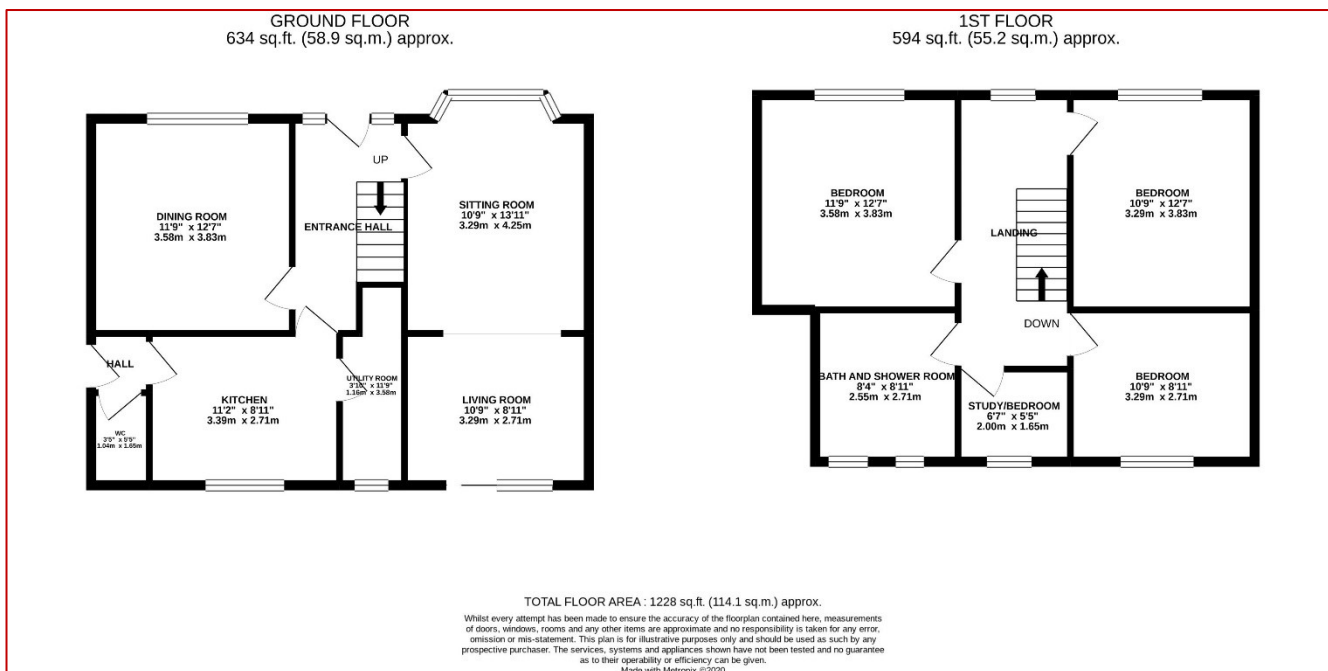 GROUND FLOOR
634 sq.ft. (58.9 sq.m.) approx.
1ST FLOOR
594 sq.ft. (55.2 sq.m.) approx.
UP
DINING ROOM
11'9" x 12'7"
3.58m x 3.83m
ENTRANCE HALL
SITTING ROOM
10'9" x 13'11"
3.29m x 4.25m
HALL
KITCHEN
11'2" x 8'11"
3.39m x 2.71m
UTILITY ROOM
3'10" x 11'9"
1.16m x 3.58m
LIVING ROOM
10'9" x 8'11"
3.29m x 2.71m
WC
3'5" x 5'5"
1.04m x 1.65m
BEDROOM
11'9" x 12'7"
3.58m x 3.83m
LANDING
BEDROOM
10'9" x 12'7"
3.29m x 3.83m
DOWN
BATH AND SHOWER ROOM
8'4" x 8'11"
2.55m x 2.71m
STUDY/BEDROOM
6'7" x 5'5"
2.00m x 1.65m
BEDROOM
10'9" x 8'11"
3.29m x 2.71m
TOTAL FLOOR AREA : 1228 sq.ft. (114.1 sq.m.) approx.
Whilst every attempt has been made to ensure the accuracy of the floorplan contained here, measurements
of doors, windows, rooms and any other items are approximate and no responsibility is taken for any error,
omission or mis-statement. This plan is for illustrative purposes only and should be used as such by any
prospective purchaser. The services, systems and appliances shown have not been tested and no guarantee
as to their operability or efficiency can be given.
Made with Metropix ©2020